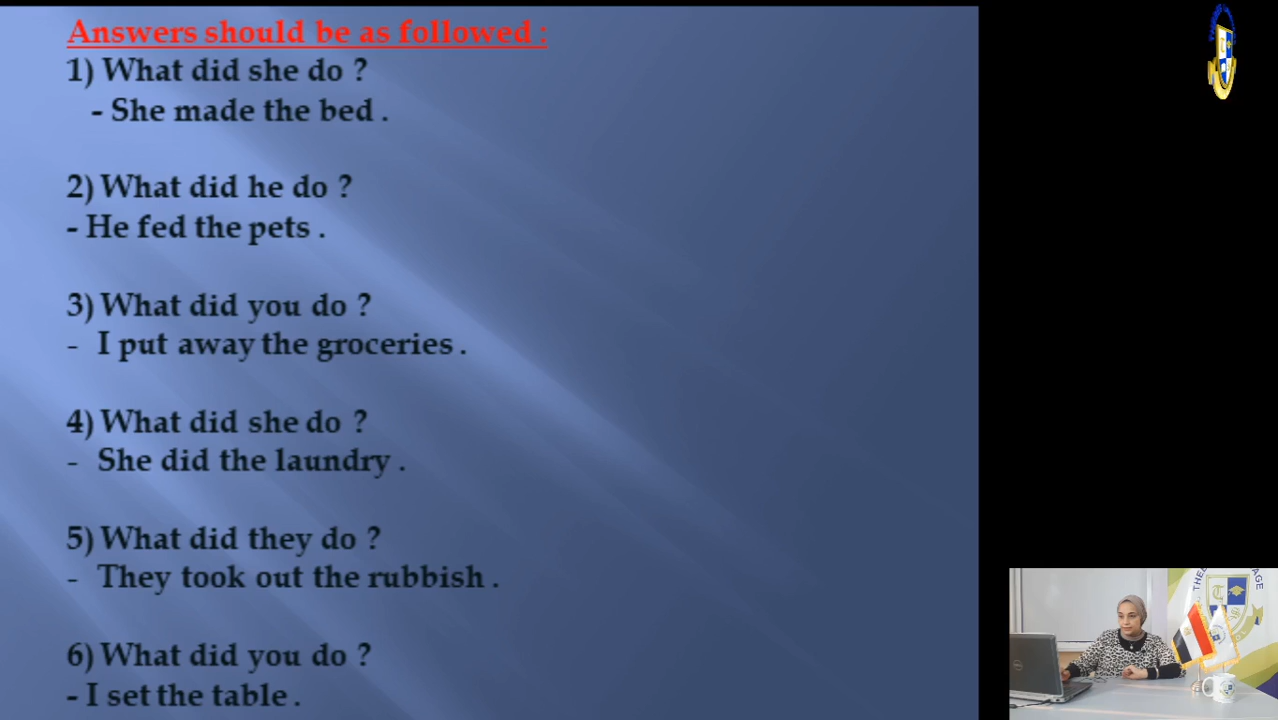 Answers should be as followed :
1) What did she do ?
- She made the bed .
2) What did he do ?
- He fed the pets .
3) What did you do ?
- I put away the groceries .
4) What did she do ?
- She did the laundry .
5) What did they do ?
- They took out the rubbish .
6) What did you do ?
- I set the table .